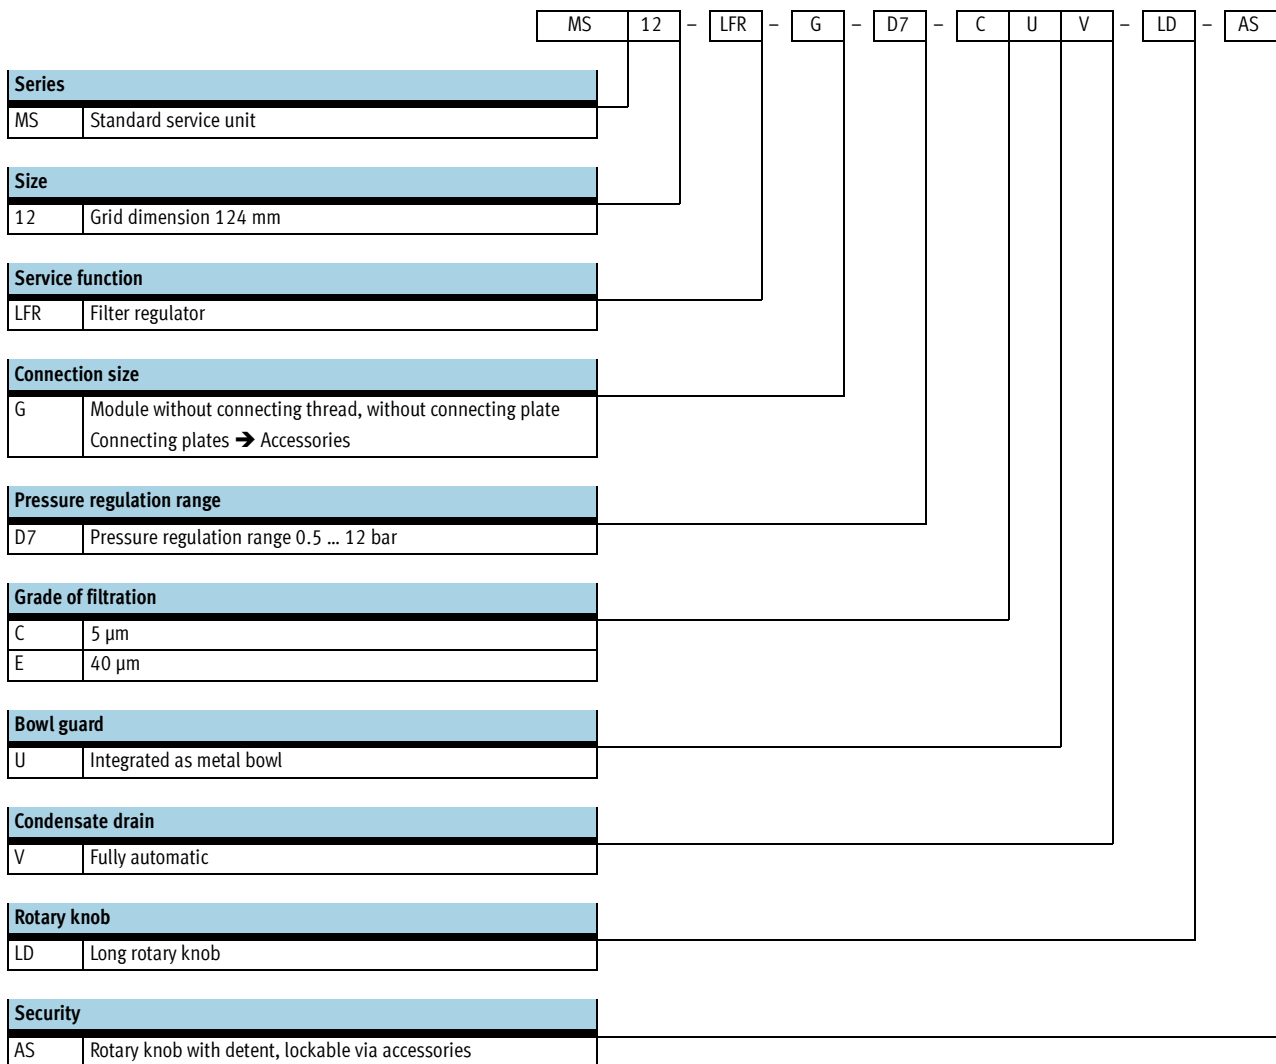 MS 12 – LFR – G – D7 – C U V – LD – AS
Series
MS Standard service unit
Size
12 Grid dimension 124 mm
Service function
LFR Filter regulator
Connection size
G Module without connecting thread, without connecting plate
Connecting plates ➔ Accessories
Pressure regulation range
D7 Pressure regulation range 0.5 … 12 bar
Grade of filtration
C 5 µm
E 40 µm
Bowl guard
U Integrated as metal bowl
Condensate drain
V Fully automatic
Rotary knob
LD Long rotary knob
Security
AS Rotary knob with detent, lockable via accessories